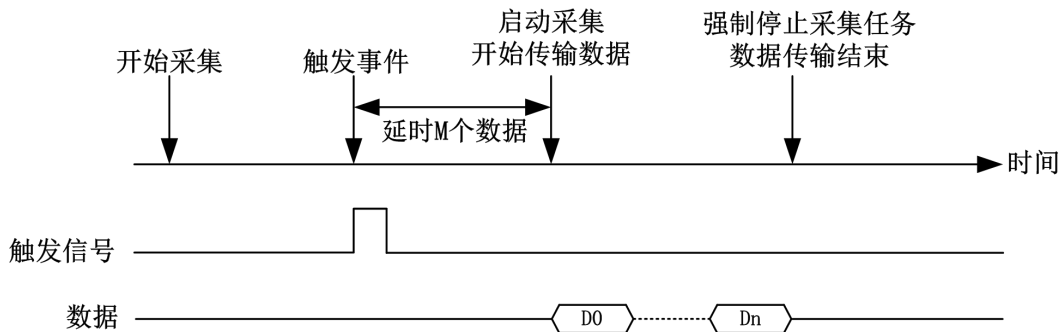 开始采集
触发事件
启动采集
开始传输数据
强制停止采集任务
数据传输结束
延时M个数据
时间
触发信号
数据
D0
Dn